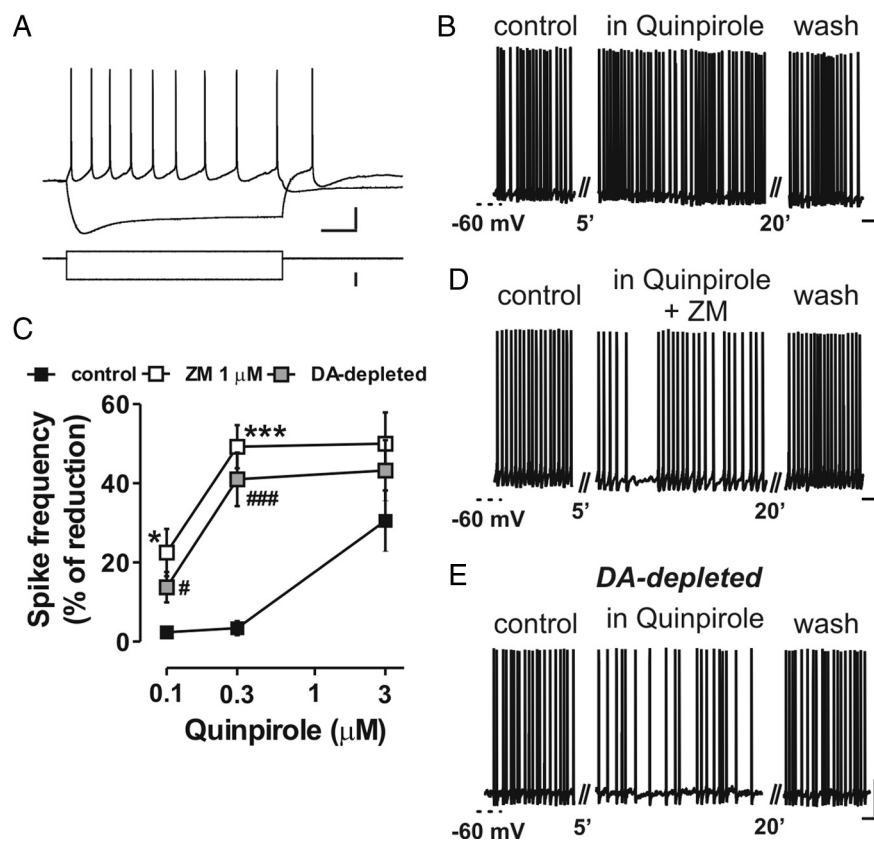 A
B
control in Quinpirole wash
-60 mV 5’ 20’
C
control ZM 1 μM DA-depleted
Spike frequency
(% of reduction)
60
40
20
0
***
###
*
#
0.1 0.3 1 3
Quinpirole (μM)
D
control in Quinpirole wash
+ ZM
-60 mV 5’ 20’
E
DA-depleted
control in Quinpirole wash
-60 mV 5’ 20’